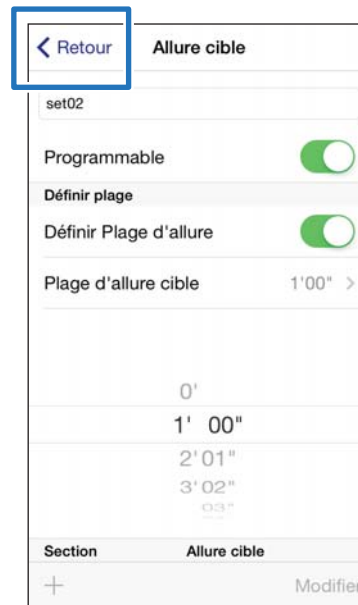 Retour Allure cible
set02
Programmable
Définir plage
Définir Plage d'allure
Plage d'allure cible 1'00" >
0'
1' 00"
2' 01"
3' 02"
03"
Section Allure cible
+ Modifier